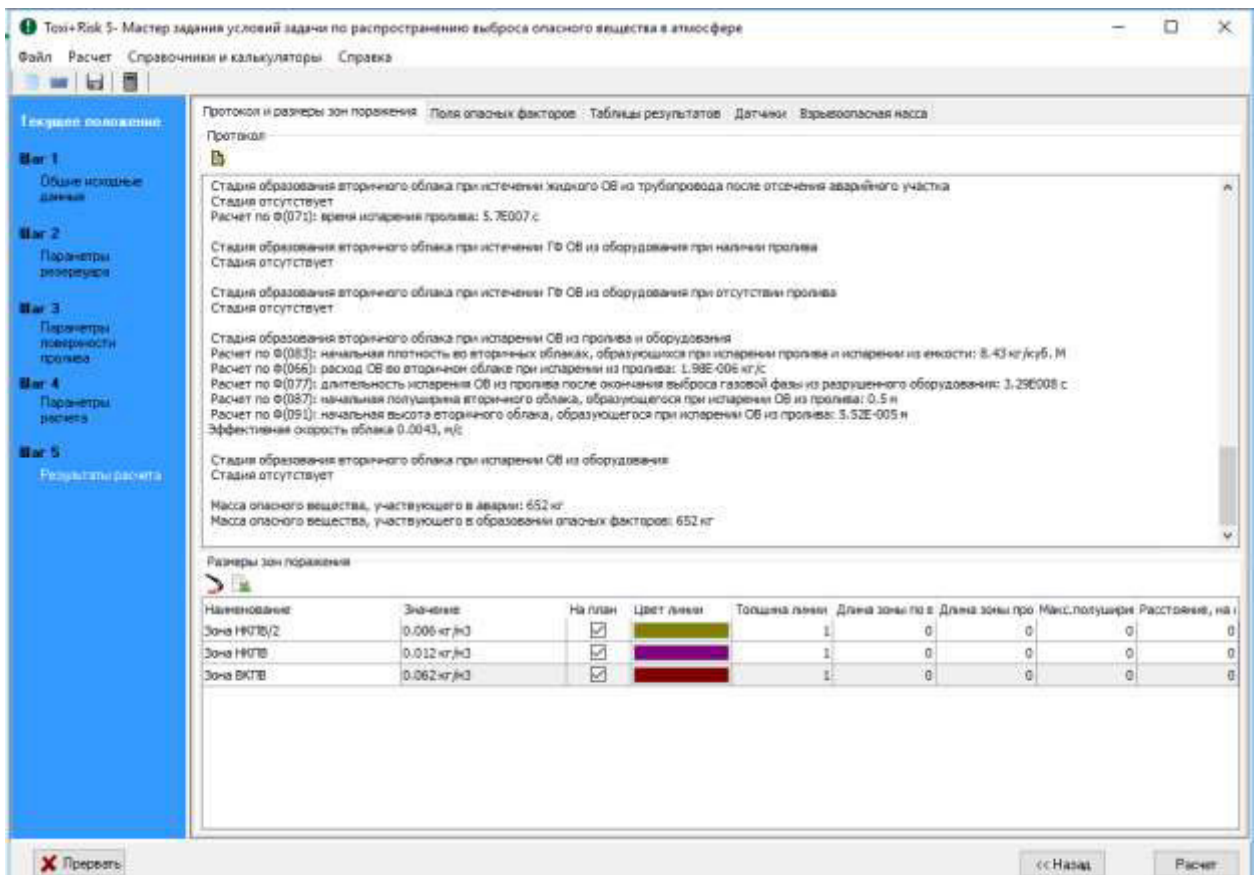 Toxi+Risk 5- Мастер задания условий задачи по распространению выброса опасного вещества в атмосфере
Файл Расчет Справочники и калькуляторы Справка
Текущее положение
Шаг 1
Общие исходные
данные
Шаг 2
Параметры
резервуара
Шаг 3
Параметры
поверхности
пролива
Шаг 4
Параметры
расчета
Шаг 5
Результаты расчета
Протокол и размеры зон поражения Поля опасных факторов Таблицы результатов Датчики Взрывоопасная масса
Протокол
Стадия образования вторичного облака при истечении жидкого ОВ из трубопровода после отсечения аварийного участка
Стадия отсутствует
Расчет по Ф(071): время испарения пролива: 5.7E007 с
Стадия образования вторичного облака при истечении ГФ ОВ из оборудования при наличии пролива
Стадия отсутствует
Стадия образования вторичного облака при истечении ГФ ОВ из оборудования при отсутствии пролива
Стадия отсутствует
Стадия образования вторичного облака при испарении ОВ из пролива и оборудования
Расчет по Ф(083): начальная плотность во вторичных облаках, образующихся при испарении пролива и испарении из емкости: 8.43 кг/куб. М
Расчет по Ф(066): расход ОВ во вторичном облаке при испарении из пролива: 1.98E-006 кг/с
Расчет по Ф(077): длительность испарения ОВ из пролива после окончания выброса газовой фазы из разрушенного оборудования: 3.29E008 с
Расчет по Ф(087): начальная полуширина вторичного облака, образующегося при испарении ОВ из пролива: 0.5 м
Расчет по Ф(091): начальная высота вторичного облака, образующегося при испарении ОВ из пролива: 5.52E-005 м
Эффективная скорость облака 0.0043, м/с
Стадия образования вторичного облака при испарении ОВ из оборудования
Стадия отсутствует
Масса опасного вещества, участвующего в аварии: 652 кг
Масса опасного вещества, участвующего в образовании опасных факторов: 652 кг
Размеры зон поражения
Наименование Значение На план Цвет линии Толщина линии Длина зоны по в Длина зоны про Макс.полушири Расстояние, на
Зона НКПВ/2 0.006 кг/м3 1 0 0 0 0
Зона НКПВ 0.012 кг/м3 1 0 0 0 0
Зона ВКПВ 0.062 кг/м3 1 0 0 0 0
Прервать << Назад Расчет